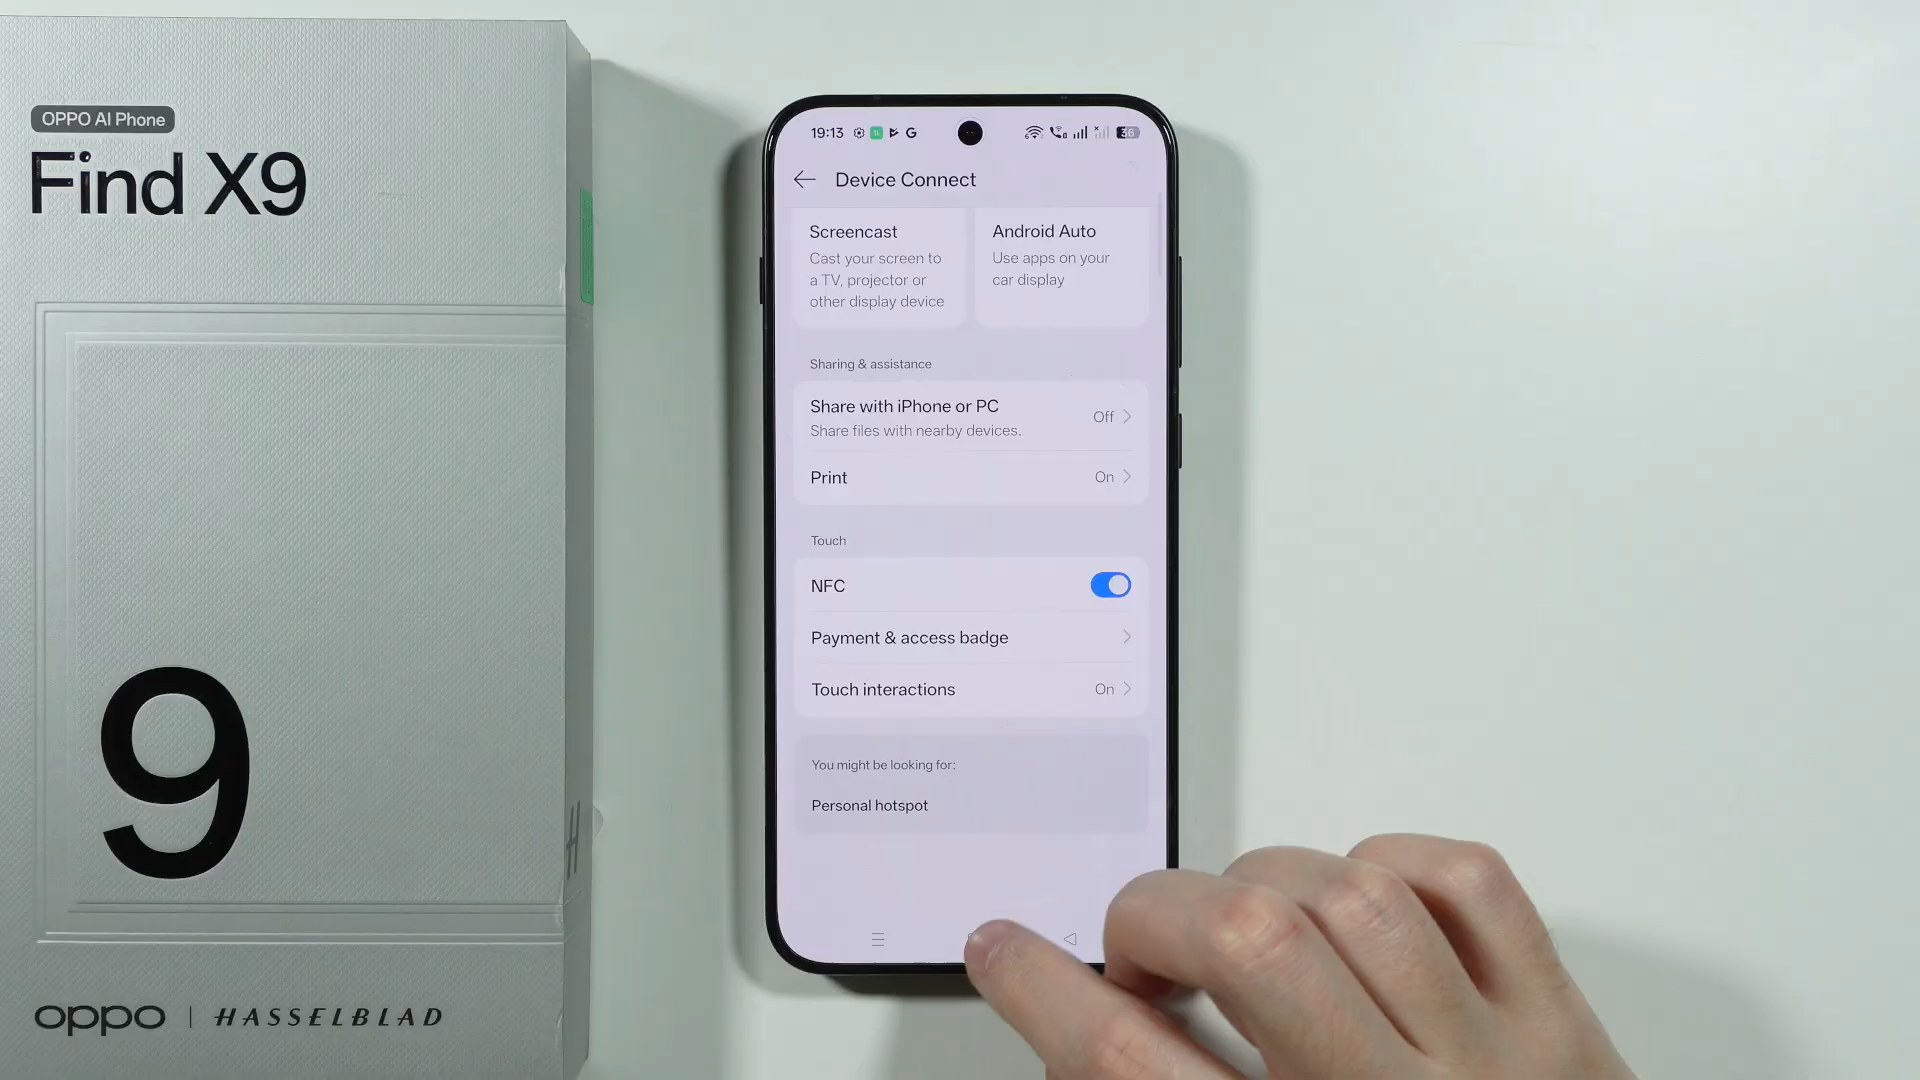 OPPO AI Phone
Find X9
9
oppo | HASSELBLAD
H
19:13
36
Device Connect
Screencast
Cast your screen to
a TV, projector or
other display device
Android Auto
Use apps on your
car display
Sharing & assistance
Share with iPhone or PC
Share files with nearby devices.
Off
Print
On
Touch
NFC
Payment & access badge
Touch interactions
On
You might be looking for:
Personal hotspot